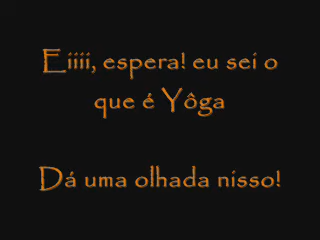 Eiiii, espera! eu sei o
que é Yôga
Dá uma olhada nisso!